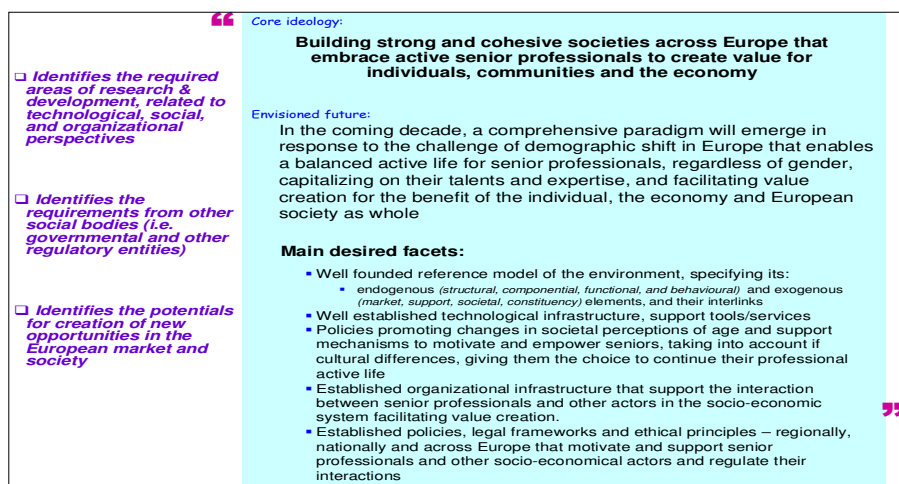 “
❑ Identifies the required
areas of research &
development, related to
technological, social,
and organizational
perspectives
❑ Identifies the
requirements from other
social bodies (i.e.
governmental and other
regulatory entities)
❑ Identifies the potentials
for creation of new
opportunities in the
European market and
society
Core ideology:
Building strong and cohesive societies across Europe that
embrace active senior professionals to create value for
individuals, communities and the economy
Envisioned future:
In the coming decade, a comprehensive paradigm will emerge in
response to the challenge of demographic shift in Europe that enables
a balanced active life for senior professionals, regardless of gender,
capitalizing on their talents and expertise, and facilitating value
creation for the benefit of the individual, the economy and European
society as whole
Main desired facets:
▪ Well founded reference model of the environment, specifying its:
▪ endogenous (structural, componential, functional, and behavioural) and exogenous
(market, support, societal, constituency) elements, and their interlinks
▪ Well established technological infrastructure, support tools/services
▪ Policies promoting changes in societal perceptions of age and support
mechanisms to motivate and empower seniors, taking into account if
cultural differences, giving them the choice to continue their professional
active life
▪ Established organizational infrastructure that support the interaction
between senior professionals and other actors in the socio-economic
system facilitating value creation.
▪ Established policies, legal frameworks and ethical principles – regionally,
nationally and across Europe that motivate and support senior
professionals and other socio-economical actors and regulate their
interactions
”